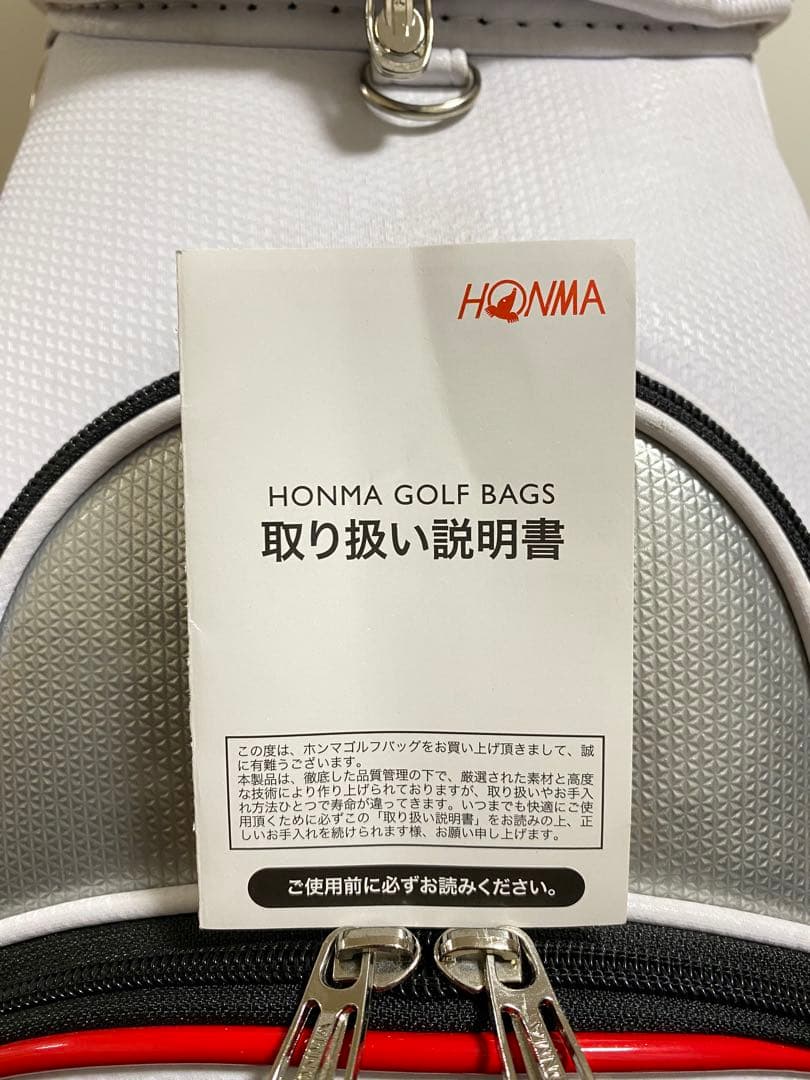 HONMA
HONMA GOLF BAGS
取り扱い説明書
この度は、ホンマゴルフバッグをお買い上げ頂きまして、誠
に有難うございます。
本製品は、徹底した品質管理の下で、厳選された素材と高度
な技術により作り上げられておりますが、取り扱いやお手入
れ方法ひとつで寿命が違ってきます。いつまでも快適にご使
用頂くために必ずこの「取り扱い説明書」をお読みの上、正
しいお手入れを続けられます様、お願い申し上げます。
ご使用前に必ずお読みください。
HONMA
HONMA